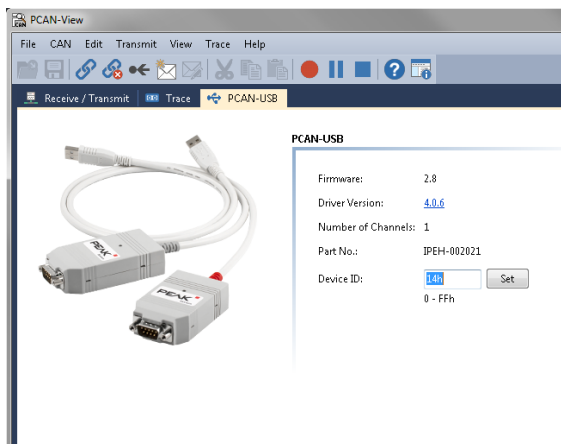 PCAN-View
File CAN Edit Transmit View Trace Help
Receive / Transmit Trace PCAN-USB
PCAN-USB
Firmware: 2.8
Driver Version: 4.0.6
Number of Channels: 1
Part No.: IPEH-002021
Device ID: 14h Set
0 - FFh
PEAK
PEAK